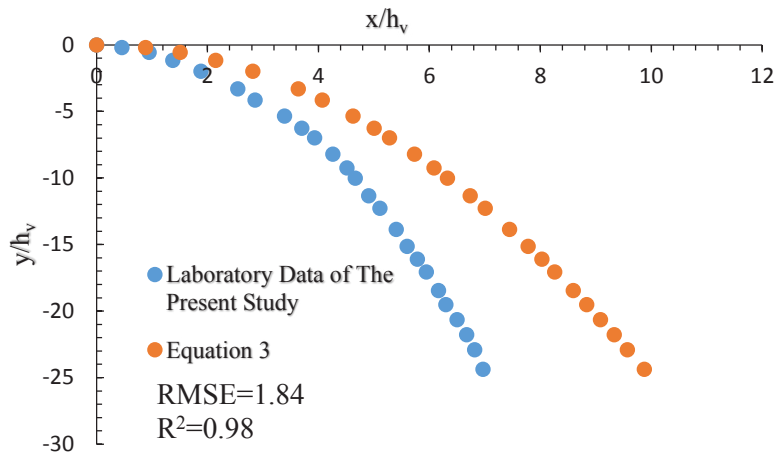 x/hv
0 2 4 6 8 10 12
0
-5
-10
-15
-20
-25
-30
y/hv
Laboratory Data of The
Present Study
Equation 3
RMSE=1.84
R²=0.98